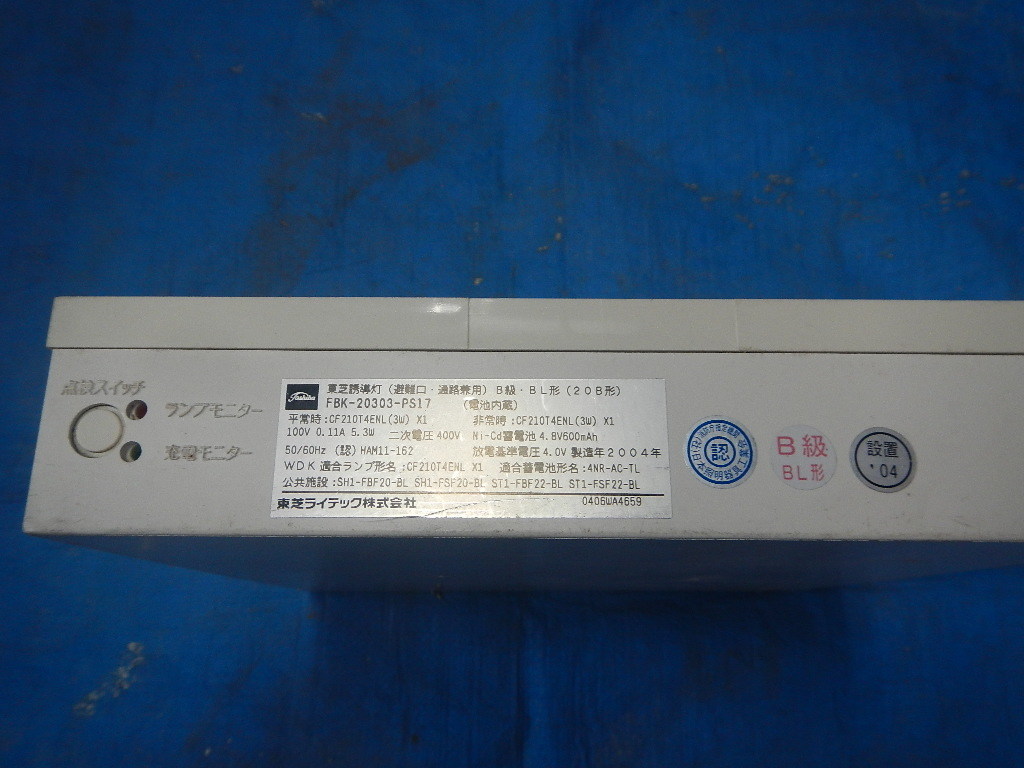 点検スイッチ
ランプモニター
充電モニター
Toshiba
東芝誘導灯(避難口・通路兼用)B級・BL形(20B形)
FBK-20303-PS17 (電池内蔵)
平常時:CF210T4ENL(3W) X1 非常時:CF210T4ENL(3W) X1
100V 0.11A 5.3W 二次電圧 400V Ni-Cd蓄電池 4.8V600mAh
50/60Hz (認)HAM11-162 放電基準電圧 4.0V 製造年2004年
WDK 適合ランプ形名:CF210T4ENL X1 適合蓄電池形名:4NR-AC-TL
公共施設:SH1-FBF20-BL SH1-FSF20-BL ST1-FBF22-BL ST1-FSF22-BL
東芝ライテック株式会社 0406WA4659
認
B級
BL形
設置
'04